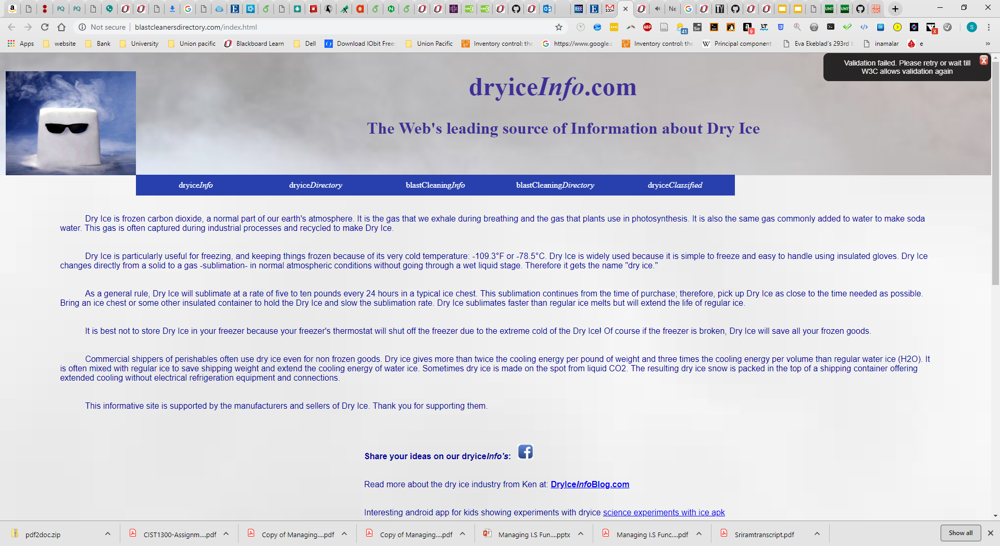 PQ
PQ
Ne
Not secure
blastcleanersdirectory.com/index.html
Apps
website
Bank
University
Union pacific
Blackboard Learn
Dell
Download IObit Free
Union Pacific
Inventory control: the
https://www.google.c
Inventory control: the
Principal component
Eva Ekeblad's 293rd b
inamalar
e
Validation failed. Please retry or wait till
W3C allows validation again
dryiceInfo.com
The Web's leading source of Information about Dry Ice
dryiceInfo
dryiceDirectory
blastCleaningInfo
blastCleaningDirectory
dryiceClassified
Dry Ice is frozen carbon dioxide, a normal part of our earth's atmosphere. It is the gas that we exhale during breathing and the gas that plants use in photosynthesis. It is also the same gas commonly added to water to make soda
water. This gas is often captured during industrial processes and recycled to make Dry Ice.
Dry Ice is particularly useful for freezing, and keeping things frozen because of its very cold temperature: -109.3°F or -78.5°C. Dry Ice is widely used because it is simple to freeze and easy to handle using insulated gloves. Dry Ice
changes directly from a solid to a gas -sublimation- in normal atmospheric conditions without going through a wet liquid stage. Therefore it gets the name "dry ice."
As a general rule, Dry Ice will sublimate at a rate of five to ten pounds every 24 hours in a typical ice chest. This sublimation continues from the time of purchase; therefore, pick up Dry Ice as close to the time needed as possible.
Bring an ice chest or some other insulated container to hold the Dry Ice and slow the sublimation rate. Dry Ice sublimates faster than regular ice melts but will extend the life of regular ice.
It is best not to store Dry Ice in your freezer because your freezer's thermostat will shut off the freezer due to the extreme cold of the Dry Ice! Of course if the freezer is broken, Dry Ice will save all your frozen goods.
Commercial shippers of perishables often use dry ice even for non frozen goods. Dry ice gives more than twice the cooling energy per pound of weight and three times the cooling energy per volume than regular water ice (H2O). It
is often mixed with regular ice to save shipping weight and extend the cooling energy of water ice. Sometimes dry ice is made on the spot from liquid CO2. The resulting dry ice snow is packed in the top of a shipping container offering
extended cooling without electrical refrigeration equipment and connections.
This informative site is supported by the manufacturers and sellers of Dry Ice. Thank you for supporting them.
Share your ideas on our dryiceInfo's:
Read more about the dry ice industry from Ken at: DryIceInfoBlog.com
Interesting android app for kids showing experiments with dryice science experiments with ice apk
pdf2doc.zip
CIST1300-Assignm....pdf
Copy of Managing....pdf
Copy of Managing....pdf
Managing I.S Fun....pptx
Managing I.S Func....pdf
Sriramtranscript.pdf
Show all